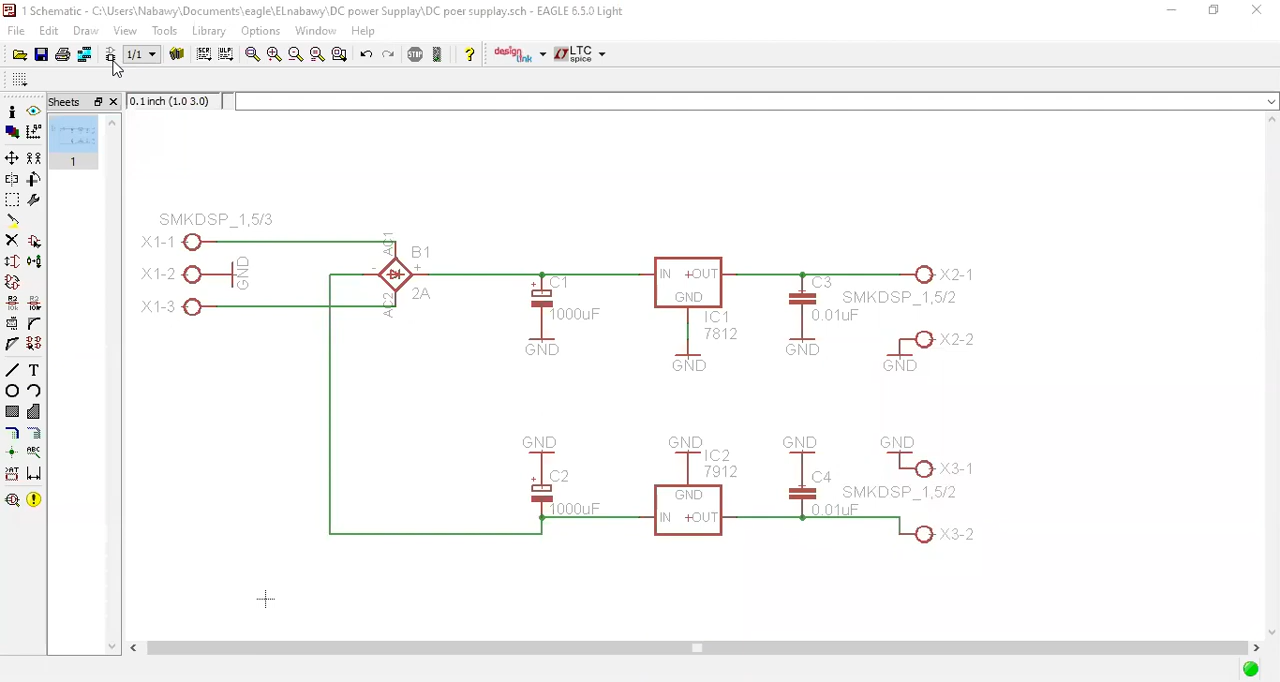 1 Schematic - C:\Users\Nabawy\Documents\eagle\ELnabawy\DC power Supplay\DC poer supplay.sch - EAGLE 6.5.0 Light
File Edit Draw View Tools Library Options Window Help
1/1 SCR ULP STOP ? design link LTC spice
Sheets 0.1 inch (1.0 3.0)
1
SMKDSP_1,5/3
X1-1
X1-2 GND
X1-3
AC1
B1
- +
2A
AC2
C1
+
1000uF
GND
IN +OUT
GND
IC1
7812
GND
C3
0.01uF
GND
X2-1
SMKDSP_1,5/2
X2-2
GND
GND
C2
+
1000uF
GND
IC2
7912
GND
IN +OUT
GND
C4
0.01uF
GND
X3-1
SMKDSP_1,5/2
X3-2